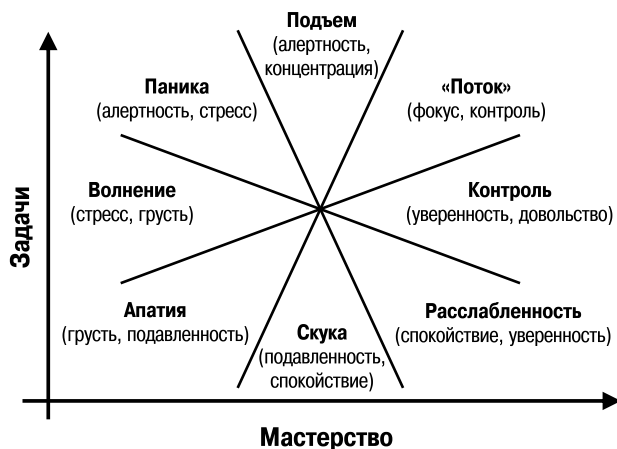 Подъем
(алертность,
концентрация)
Паника
(алертность, стресс)
«Поток»
(фокус, контроль)
Волнение
(стресс, грусть)
Контроль
(уверенность, довольство)
Задачи
Апатия
(грусть, подавленность)
Скука
(подавленность,
спокойствие)
Расслабленность
(спокойствие, уверенность)
Мастерство